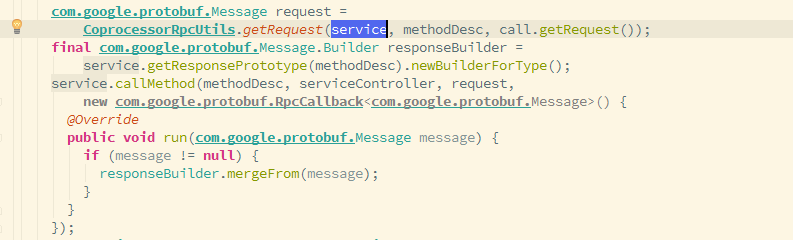 com.google.protobuf.Message request =
CoprocessorRpcUtils.getRequest(service, methodDesc, call.getRequest());
final com.google.protobuf.Message.Builder responseBuilder =
service.getResponsePrototype(methodDesc).newBuilderForType();
service.callMethod(methodDesc, serviceController, request,
new com.google.protobuf.RpcCallback<com.google.protobuf.Message>() {
@Override
public void run(com.google.protobuf.Message message) {
if (message != null) {
responseBuilder.mergeFrom(message);
}
}
});